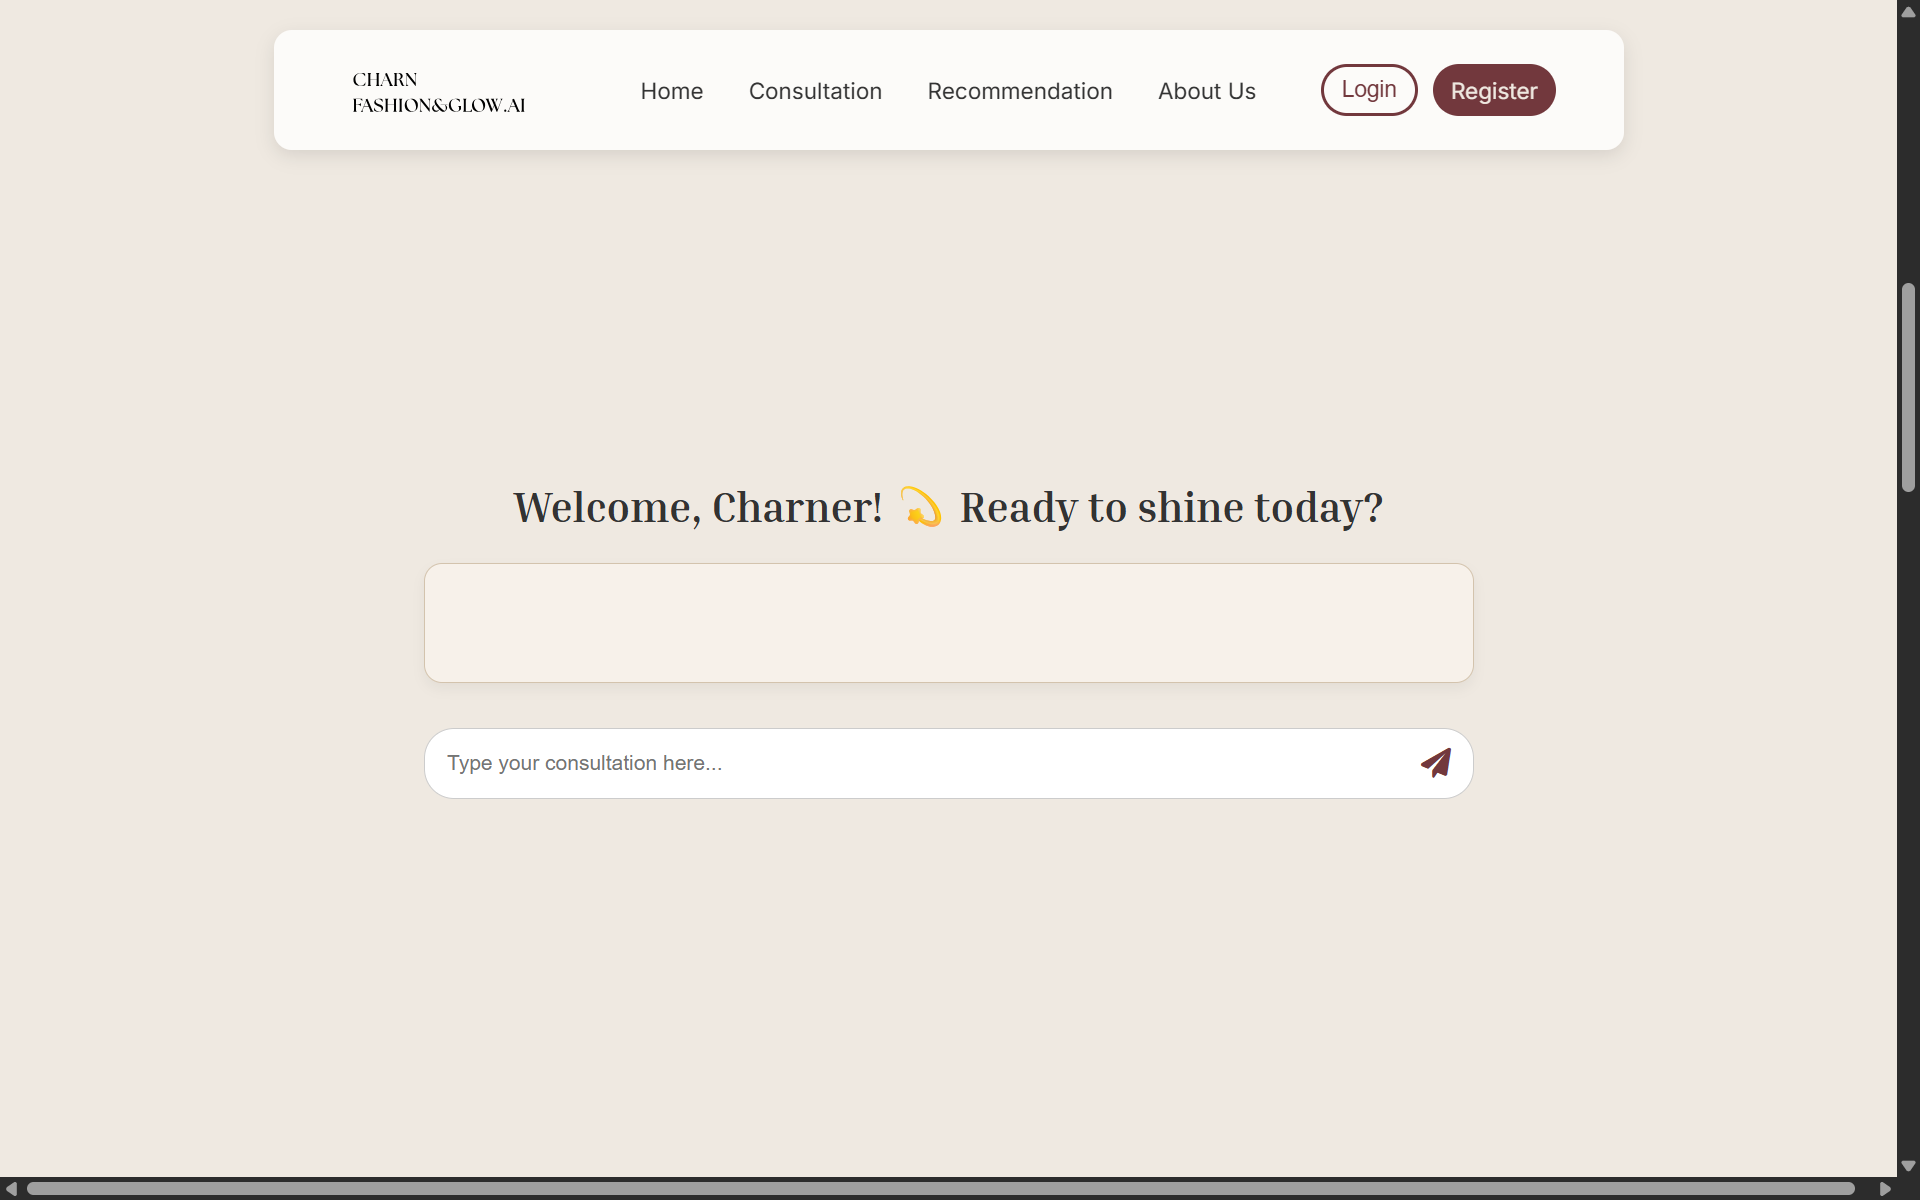 CHARN
FASHION&GLOW.AI
Home
Consultation
Recommendation
About Us
Login
Register
Welcome, Charner! 💫 Ready to shine today?
Type your consultation here...